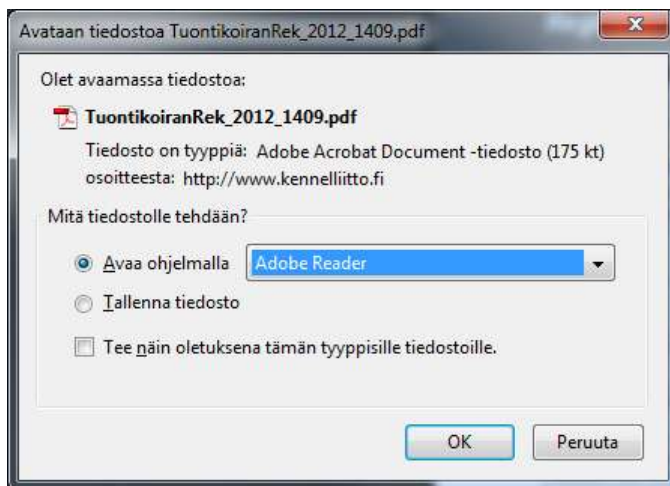 Avataan tiedostoa TuontikoiranRek_2012_1409.pdf
Olet avaamassa tiedostoa:
TuontikoiranRek_2012_1409.pdf
Tiedosto on tyyppiä: Adobe Acrobat Document -tiedosto (175 kt)
osoitteesta: http://www.kennelliitto.fi
Mitä tiedostolle tehdään?
Avaa ohjelmalla Adobe Reader
Tallenna tiedosto
Tee näin oletuksena tämän tyyppisille tiedostoille.
OK Peruuta